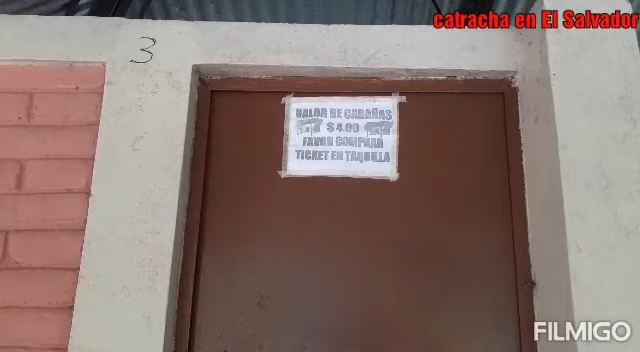 catracha en El Salvador
3
VALOR DE CABAÑAS
$ 4.00
FAVOR COMPRAR
TICKET EN TAQUILLA
FILMIGO